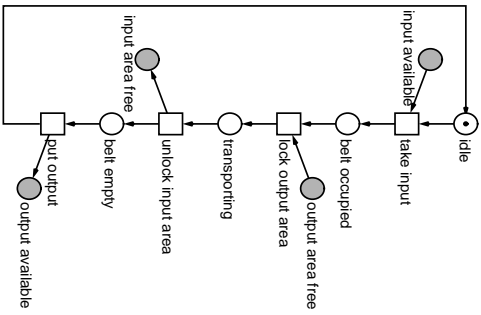 idle
input available
take input
belt occupied
output area free
lock output area
transporting
unlock input area
input area free
belt empty
put output
output available